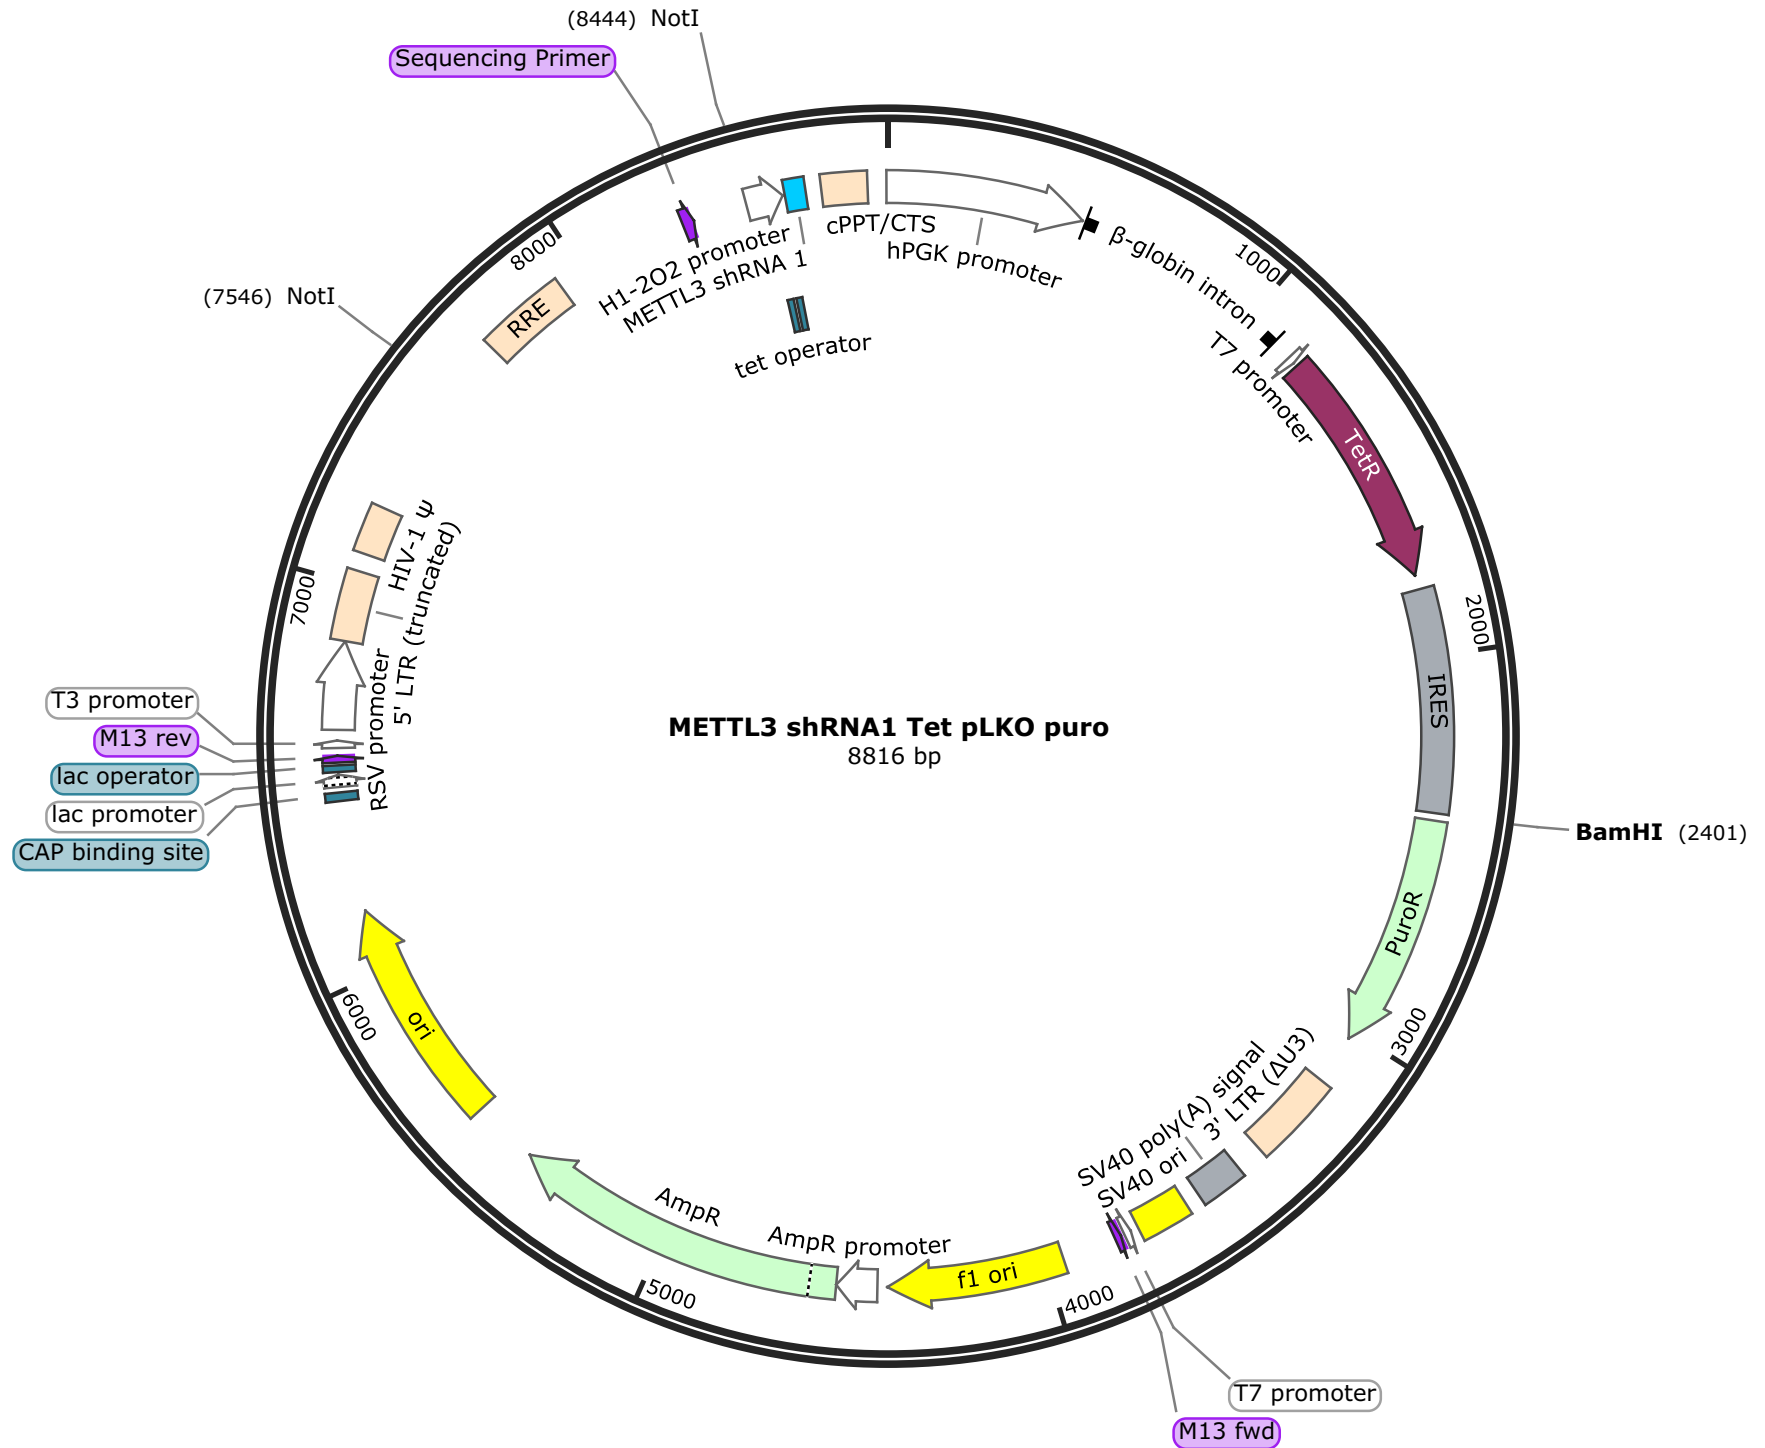 (8444) NotI
Sequencing Primer
8000
(7546) NotI
RRE
H1-2O2 promoter
METTL3 shRNA 1
tet operator
cPPT/CTS
hPGK promoter
β-globin intron
1000
T7 promoter
TetR
2000
IRES
HIV-1 ψ
5' LTR (truncated)
7000
RSV promoter
T3 promoter
M13 rev
lac operator
lac promoter
CAP binding site
METTL3 shRNA1 Tet pLKO puro
8816 bp
BamHI (2401)
PuroR
3000
3' LTR (ΔU3)
SV40 poly(A) signal
SV40 ori
6000
ori
AmpR
AmpR promoter
f1 ori
5000
4000
T7 promoter
M13 fwd